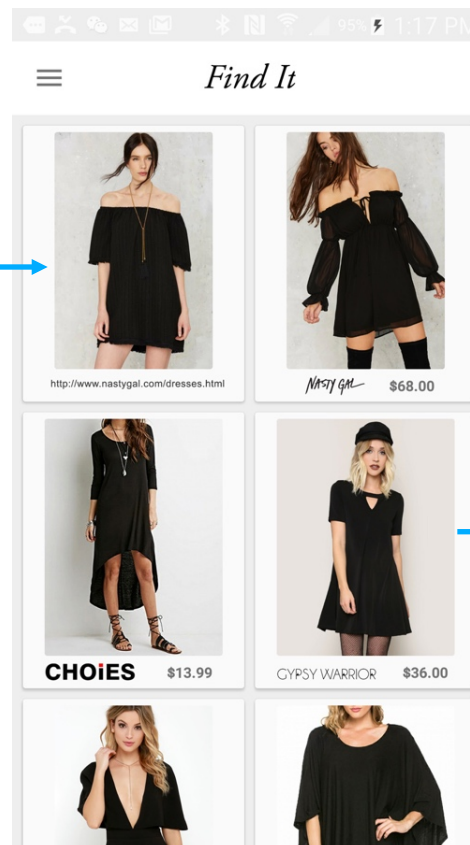 95% 1:17 PM
Find It
http://www.nastygal.com/dresses.html
NASTY GAL $68.00
CHOiES $13.99
GYPSY WARRIOR $36.00